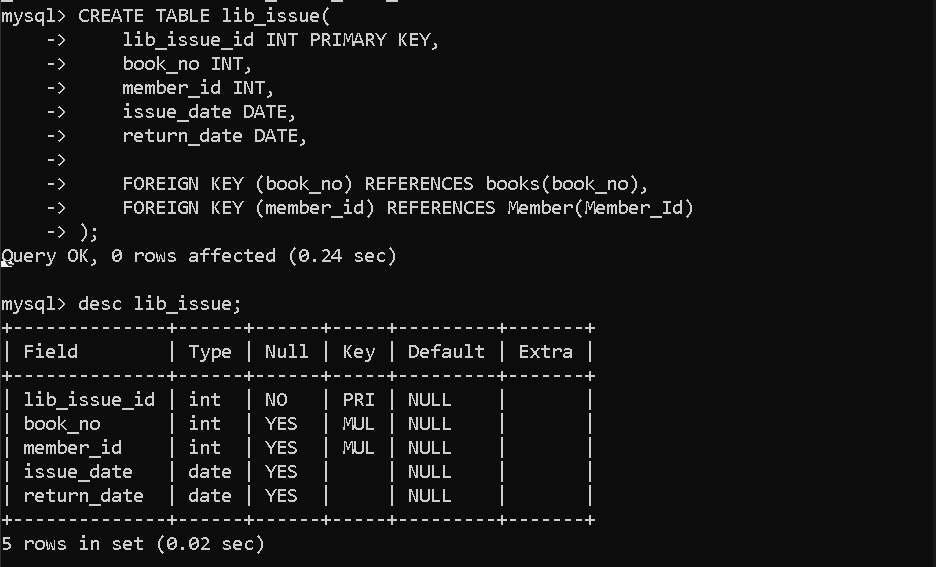 mysql> CREATE TABLE lib_issue(
    ->     lib_issue_id INT PRIMARY KEY,
    ->     book_no INT,
    ->     member_id INT,
    ->     issue_date DATE,
    ->     return_date DATE,
    ->
    ->     FOREIGN KEY (book_no) REFERENCES books(book_no),
    ->     FOREIGN KEY (member_id) REFERENCES Member(Member_Id)
    -> );
Query OK, 0 rows affected (0.24 sec)
mysql> desc lib_issue;
+--------------+------+------+-----+---------+-------+
| Field        | Type | Null | Key | Default | Extra |
+--------------+------+------+-----+---------+-------+
| lib_issue_id | int  | NO   | PRI | NULL    |       |
| book_no      | int  | YES  | MUL | NULL    |       |
| member_id    | int  | YES  | MUL | NULL    |       |
| issue_date   | date | YES  |     | NULL    |       |
| return_date  | date | YES  |     | NULL    |       |
+--------------+------+------+-----+---------+-------+
5 rows in set (0.02 sec)